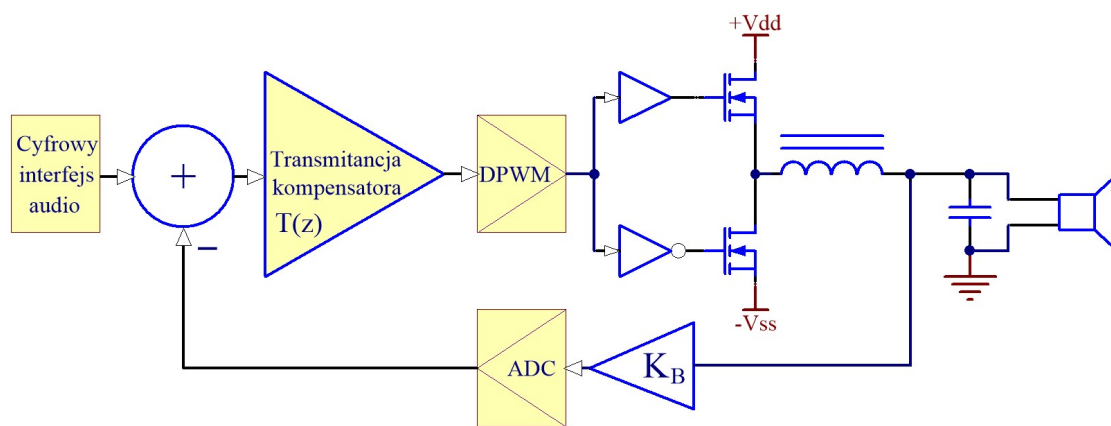 +Vdd
Cyfrowy
interfejs
audio
+
Transmitancja
kompensatora
T(z)
DPWM
−
-Vss
ADC
K_B